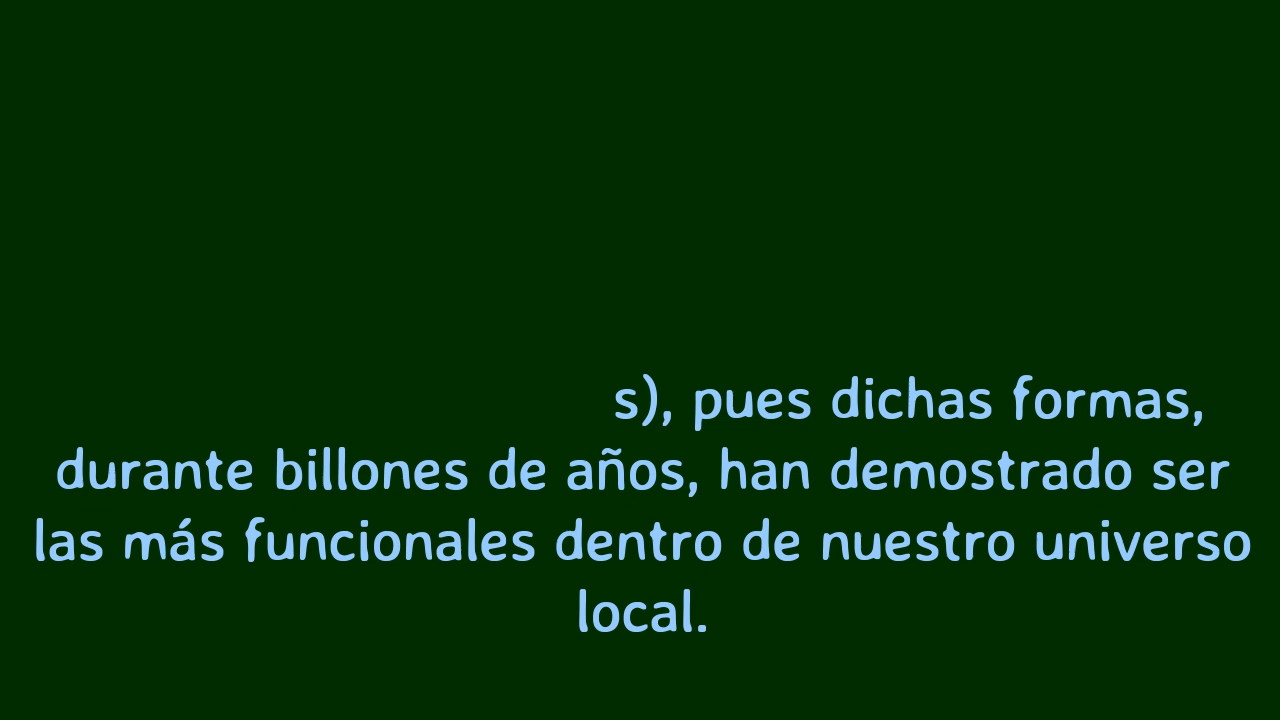 s), pues dichas formas,
durante billones de años, han demostrado ser
las más funcionales dentro de nuestro universo
local.